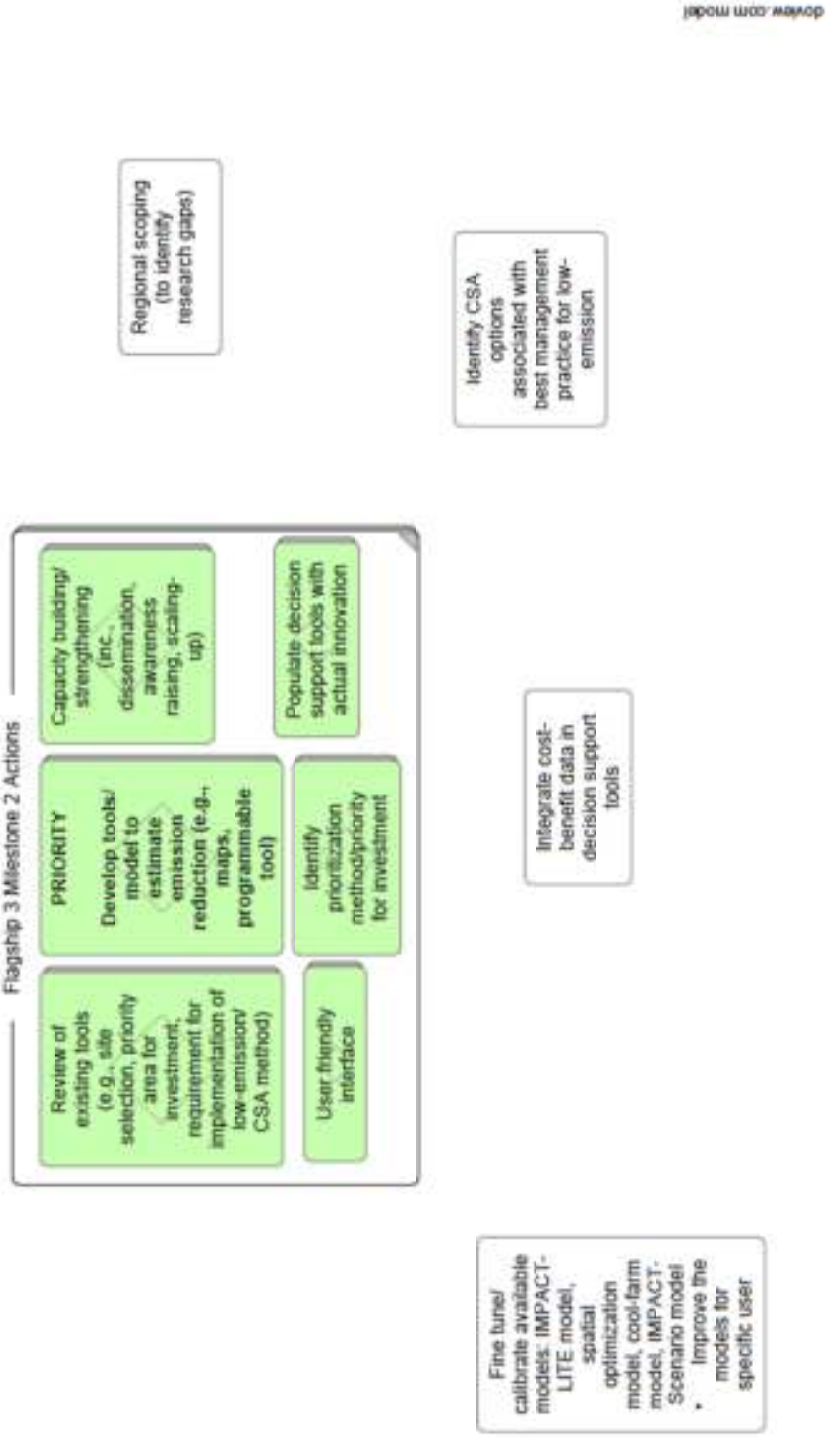 Flagship 3 Milestone 2 Actions
Review of
existing tools
(e.g., site
selection, priority
area for
investment,
requirement for
implementation of
low-emission/
CSA method)
PRIORITY
Develop tools/
model to
estimate
emission
reduction (e.g.,
maps,
programmable
tool)
Capacity building/
strengthening
(inc.,
dissemination,
awareness
raising, scaling-
up)
User friendly
interface
Identify
prioritization
method/priority
for investment
Populate decision
support tools with
actual innovation
Regional scoping
(to identify
research gaps)
Fine tune/
calibrate available
models: IMPACT-
LITE model,
spatial
optimization
model, cool-farm
model, IMPACT-
Scenario model
• Improve the
models for
specific user
Integrate cost-
benefit data in
decision support
tools
Identify CSA
options
associated with
best management
practice for low-
emission
doview.com model